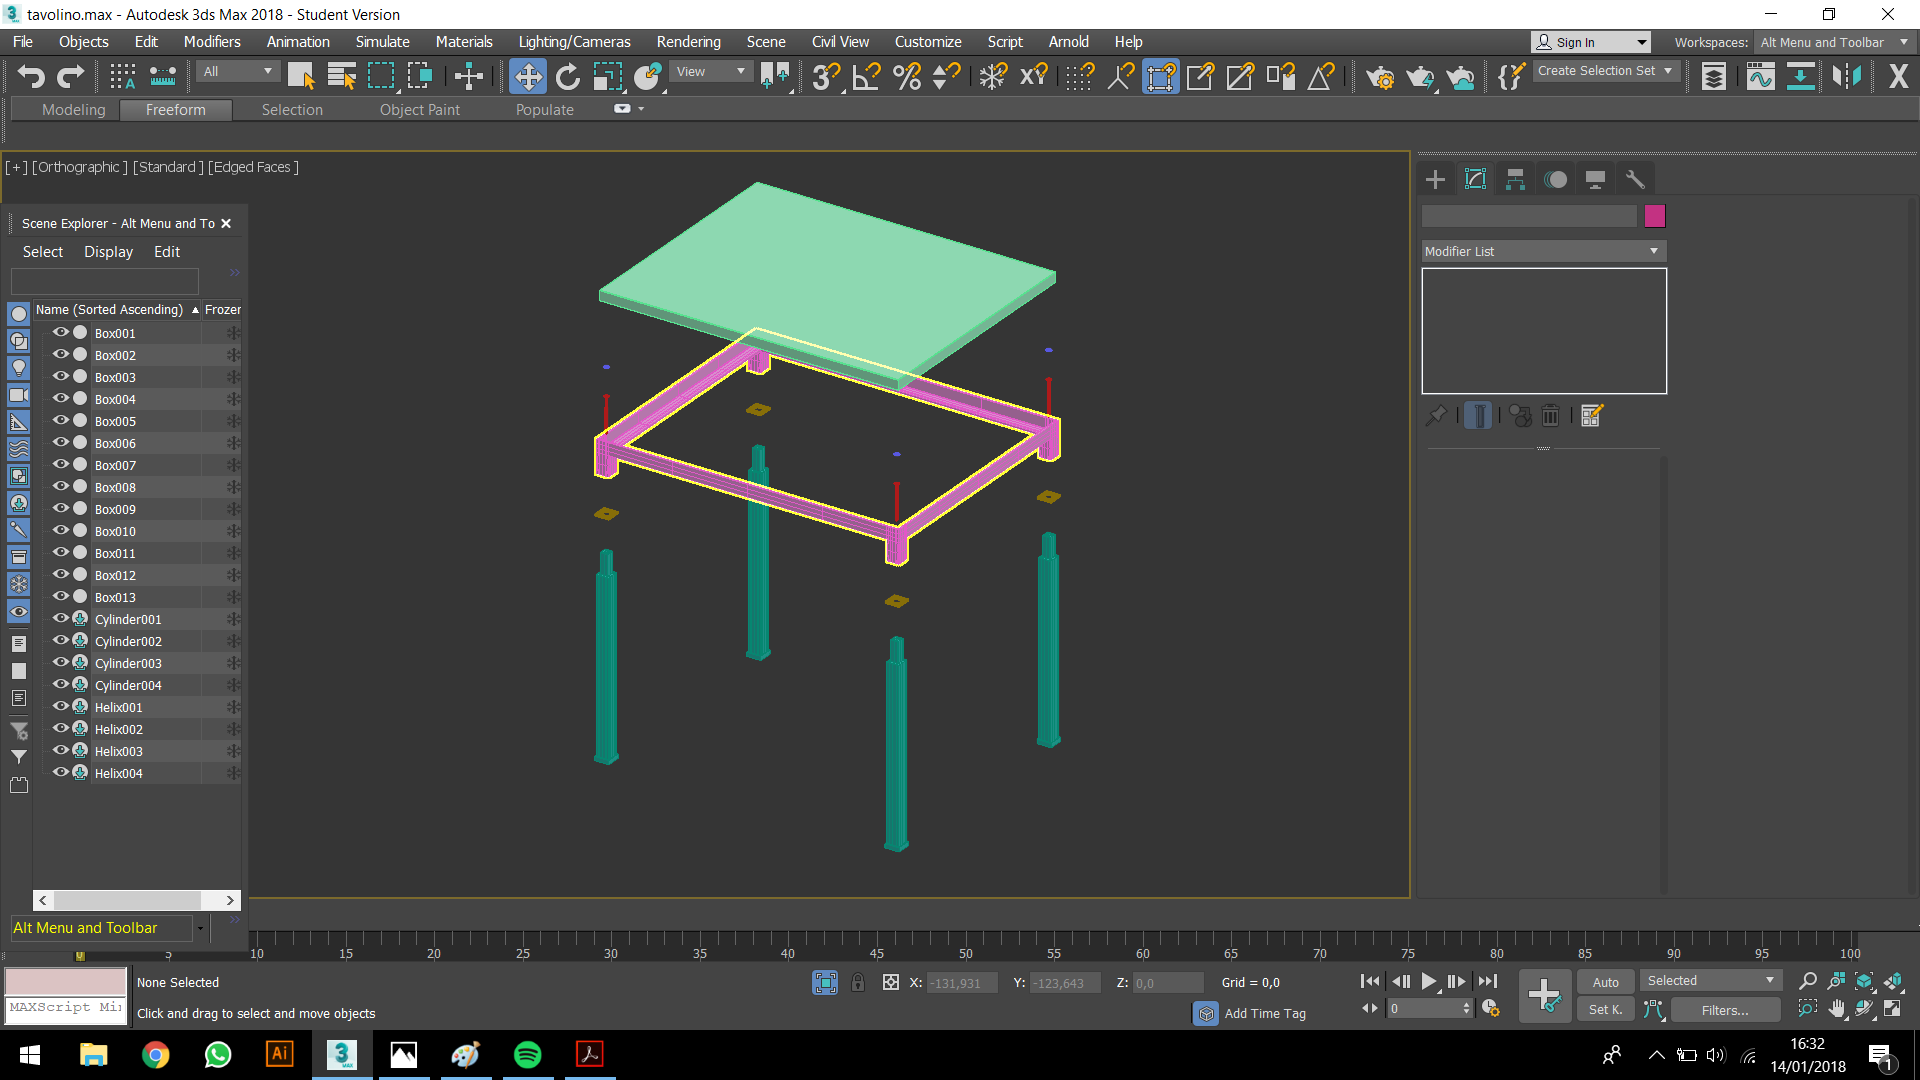 tavolino.max - Autodesk 3ds Max 2018 - Student Version
File Objects Edit Modifiers Animation Simulate Materials Lighting/Cameras Rendering Scene Civil View Customize Script Arnold Help
Sign In
Workspaces: Alt Menu and Toolbar
All
View
Create Selection Set
Modeling Freeform Selection Object Paint Populate
[+] [Orthographic ] [Standard ] [Edged Faces ]
Scene Explorer - Alt Menu and To
Select Display Edit
Name (Sorted Ascending) Frozen
Box001
Box002
Box003
Box004
Box005
Box006
Box007
Box008
Box009
Box010
Box011
Box012
Box013
Cylinder001
Cylinder002
Cylinder003
Cylinder004
Helix001
Helix002
Helix003
Helix004
Alt Menu and Toolbar
Modifier List
0 5 10 15 20 25 30 35 40 45 50 55 60 65 70 75 80 85 90 95 100
None Selected
X: -131,931 Y: -123,643 Z: 0,0 Grid = 0,0
MAXScript Mi
Click and drag to select and move objects
Add Time Tag
0
Auto Selected
Set K. Filters...
16:32
14/01/2018
1